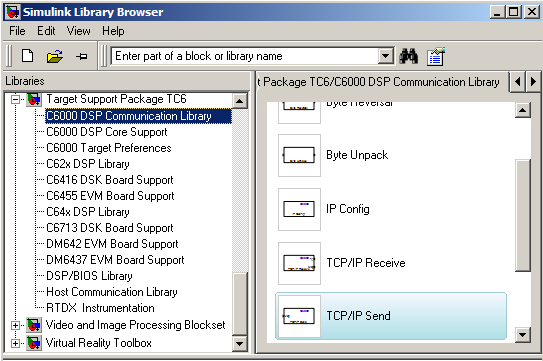 Simulink Library Browser
File Edit View Help
Enter part of a block or library name
Libraries
t Package TC6/C6000 DSP Communication Library
Target Support Package TC6
C6000 DSP Communication Library
C6000 DSP Core Support
C6000 Target Preferences
C62x DSP Library
C6416 DSK Board Support
C6455 EVM Board Support
C64x DSP Library
C6713 DSK Board Support
DM642 EVM Board Support
DM6437 EVM Board Support
DSP/BIOS Library
Host Communication Library
RTDX Instrumentation
Video and Image Processing Blockset
Virtual Reality Toolbox
Byte Reversal
Byte Unpack
IP Config
TCP/IP Receive
TCP/IP Send